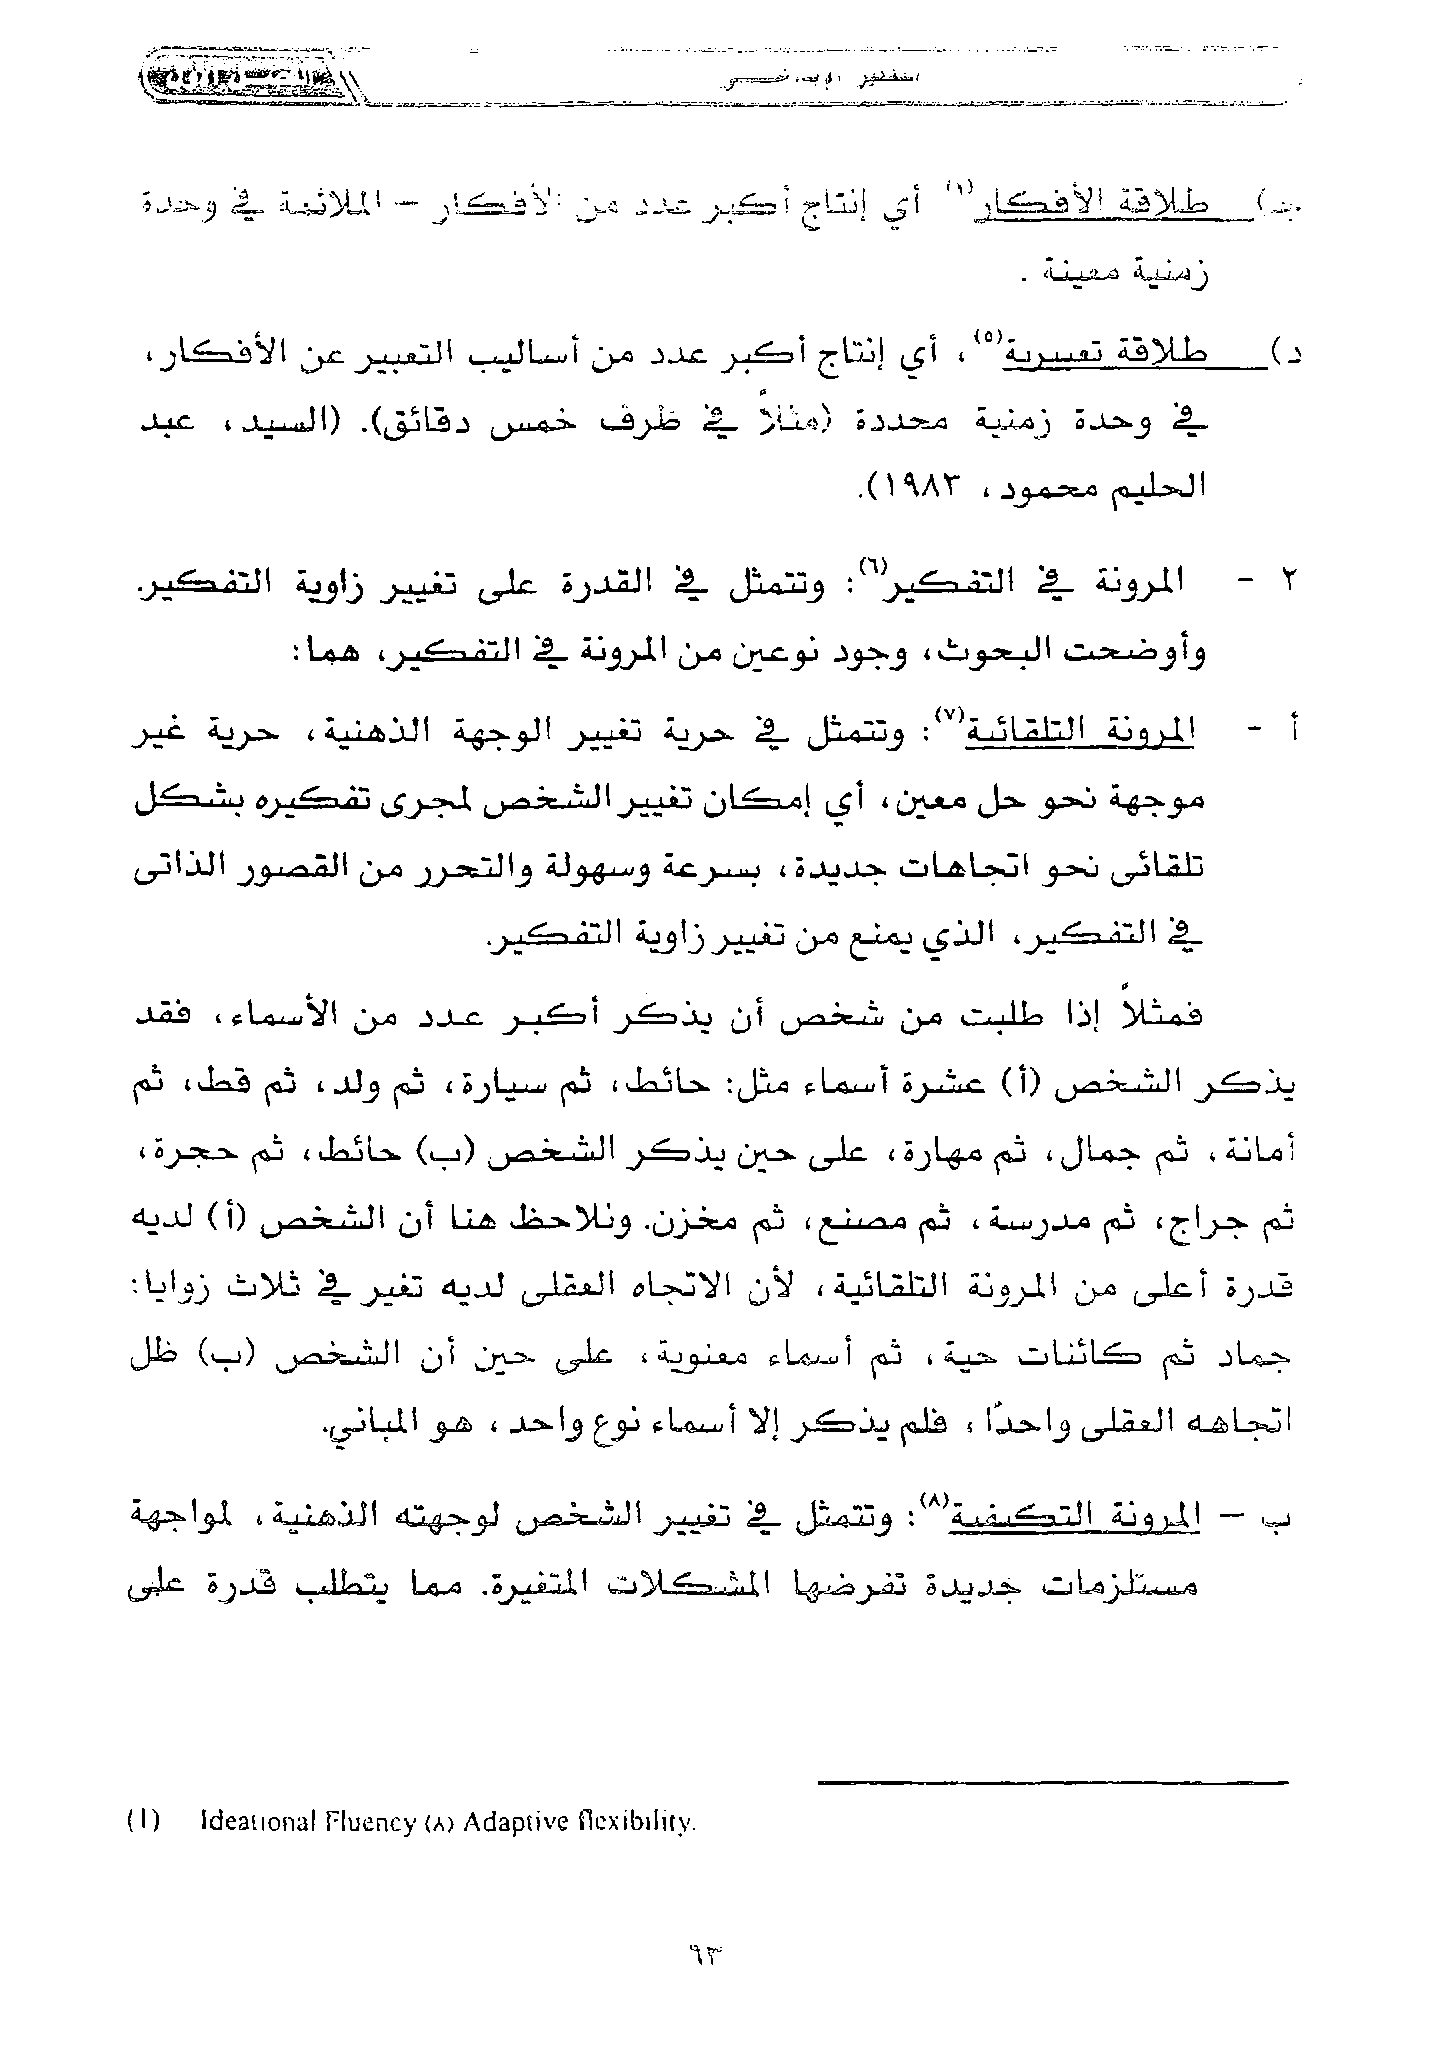 جـ) طلاقة الأفكار(١) أي إنتاج أكبر عدد من الأفكار – الملائمة في وحدة
زمنية معينة .
د) طلاقة تعبيرية(٥)، أي إنتاج أكبر عدد من أساليب التعبير عن الأفكار،
في وحدة زمنية محددة (مثلاً في ظرف خمس دقائق). (السيد، عبد
الحليم محمود، ١٩٨٢).
٢ - المرونة في التفكير(٦): وتتمثل في القدرة على تغيير زاوية التفكير.
وأوضحت البحوث، وجود نوعين من المرونة في التفكير، هما:
أ - المرونة التلقائية(٧): وتتمثل في حرية تغيير الوجهة الذهنية، حرية غير
موجهة نحو حل معين، أي إمكان تغيير الشخص لمجرى تفكيره بشكل
تلقائى نحو اتجاهات جديدة، بسرعة وسهولة والتحرر من القصور الذاتى
في التفكير، الذي يمنع من تغيير زاوية التفكير.
فمثلاً إذا طلبت من شخص أن يذكر أكبر عدد من الأسماء، فقد
يذكر الشخص (أ) عشرة أسماء مثل: حائط، ثم سيارة، ثم ولد، ثم قط، ثم
أمانة، ثم جمال، ثم مهارة، على حين يذكر الشخص (ب) حائط، ثم حجرة،
ثم جراج، ثم مدرسة، ثم مصنع، ثم مخزن. ونلاحظ هنا أن الشخص (أ) لديه
قدرة أعلى من المرونة التلقائية، لأن الاتجاه العقلى لديه تغير في ثلاث زوايا:
جماد ثم كائنات حية، ثم أسماء معنوية، على حين أن الشخص (ب) ظل
اتجاهه العقلى واحدًا، فلم يذكر إلا أسماء نوع واحد، هو المباني.
ب – المرونة التكيفية(٨): وتتمثل في تغيير الشخص لوجهته الذهنية، لمواجهة
مستلزمات جديدة تفرضها المشكلات المتغيرة. مما يتطلب قدرة على
(1) Ideational Fluency (٨) Adaptive flexibility.
٦٣